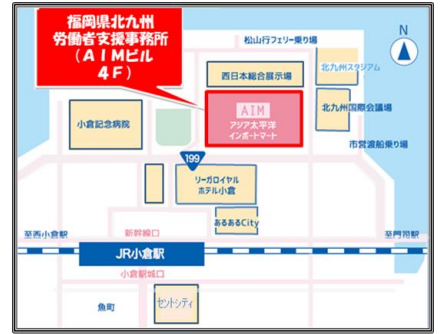 福岡県北九州
労働者支援事務所
(AIMビル
4F)
N
松山行フェリー乗り場
北九州スタジアム
西日本総合展示場
小倉記念病院
AIM
アジア太平洋
インポートマート
北九州国際会議場
市営渡船乗り場
199
リーガロイヤル
ホテル小倉
あるあるCity
至西小倉駅
新幹線口
至門司駅
JR小倉駅
小倉駅城口
魚町
セントシティ